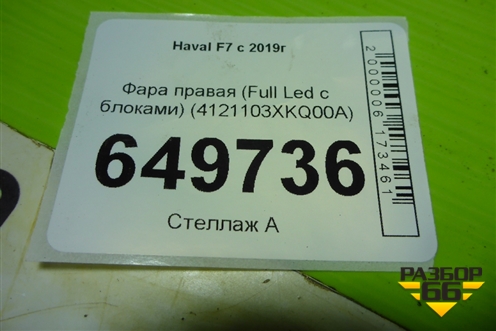 Haval F7 с 2019г
Фара правая (Full Led с
блоками) (4121103XKQ00A)
649736
Стеллаж А
2000006173461
РАЗБОР
66